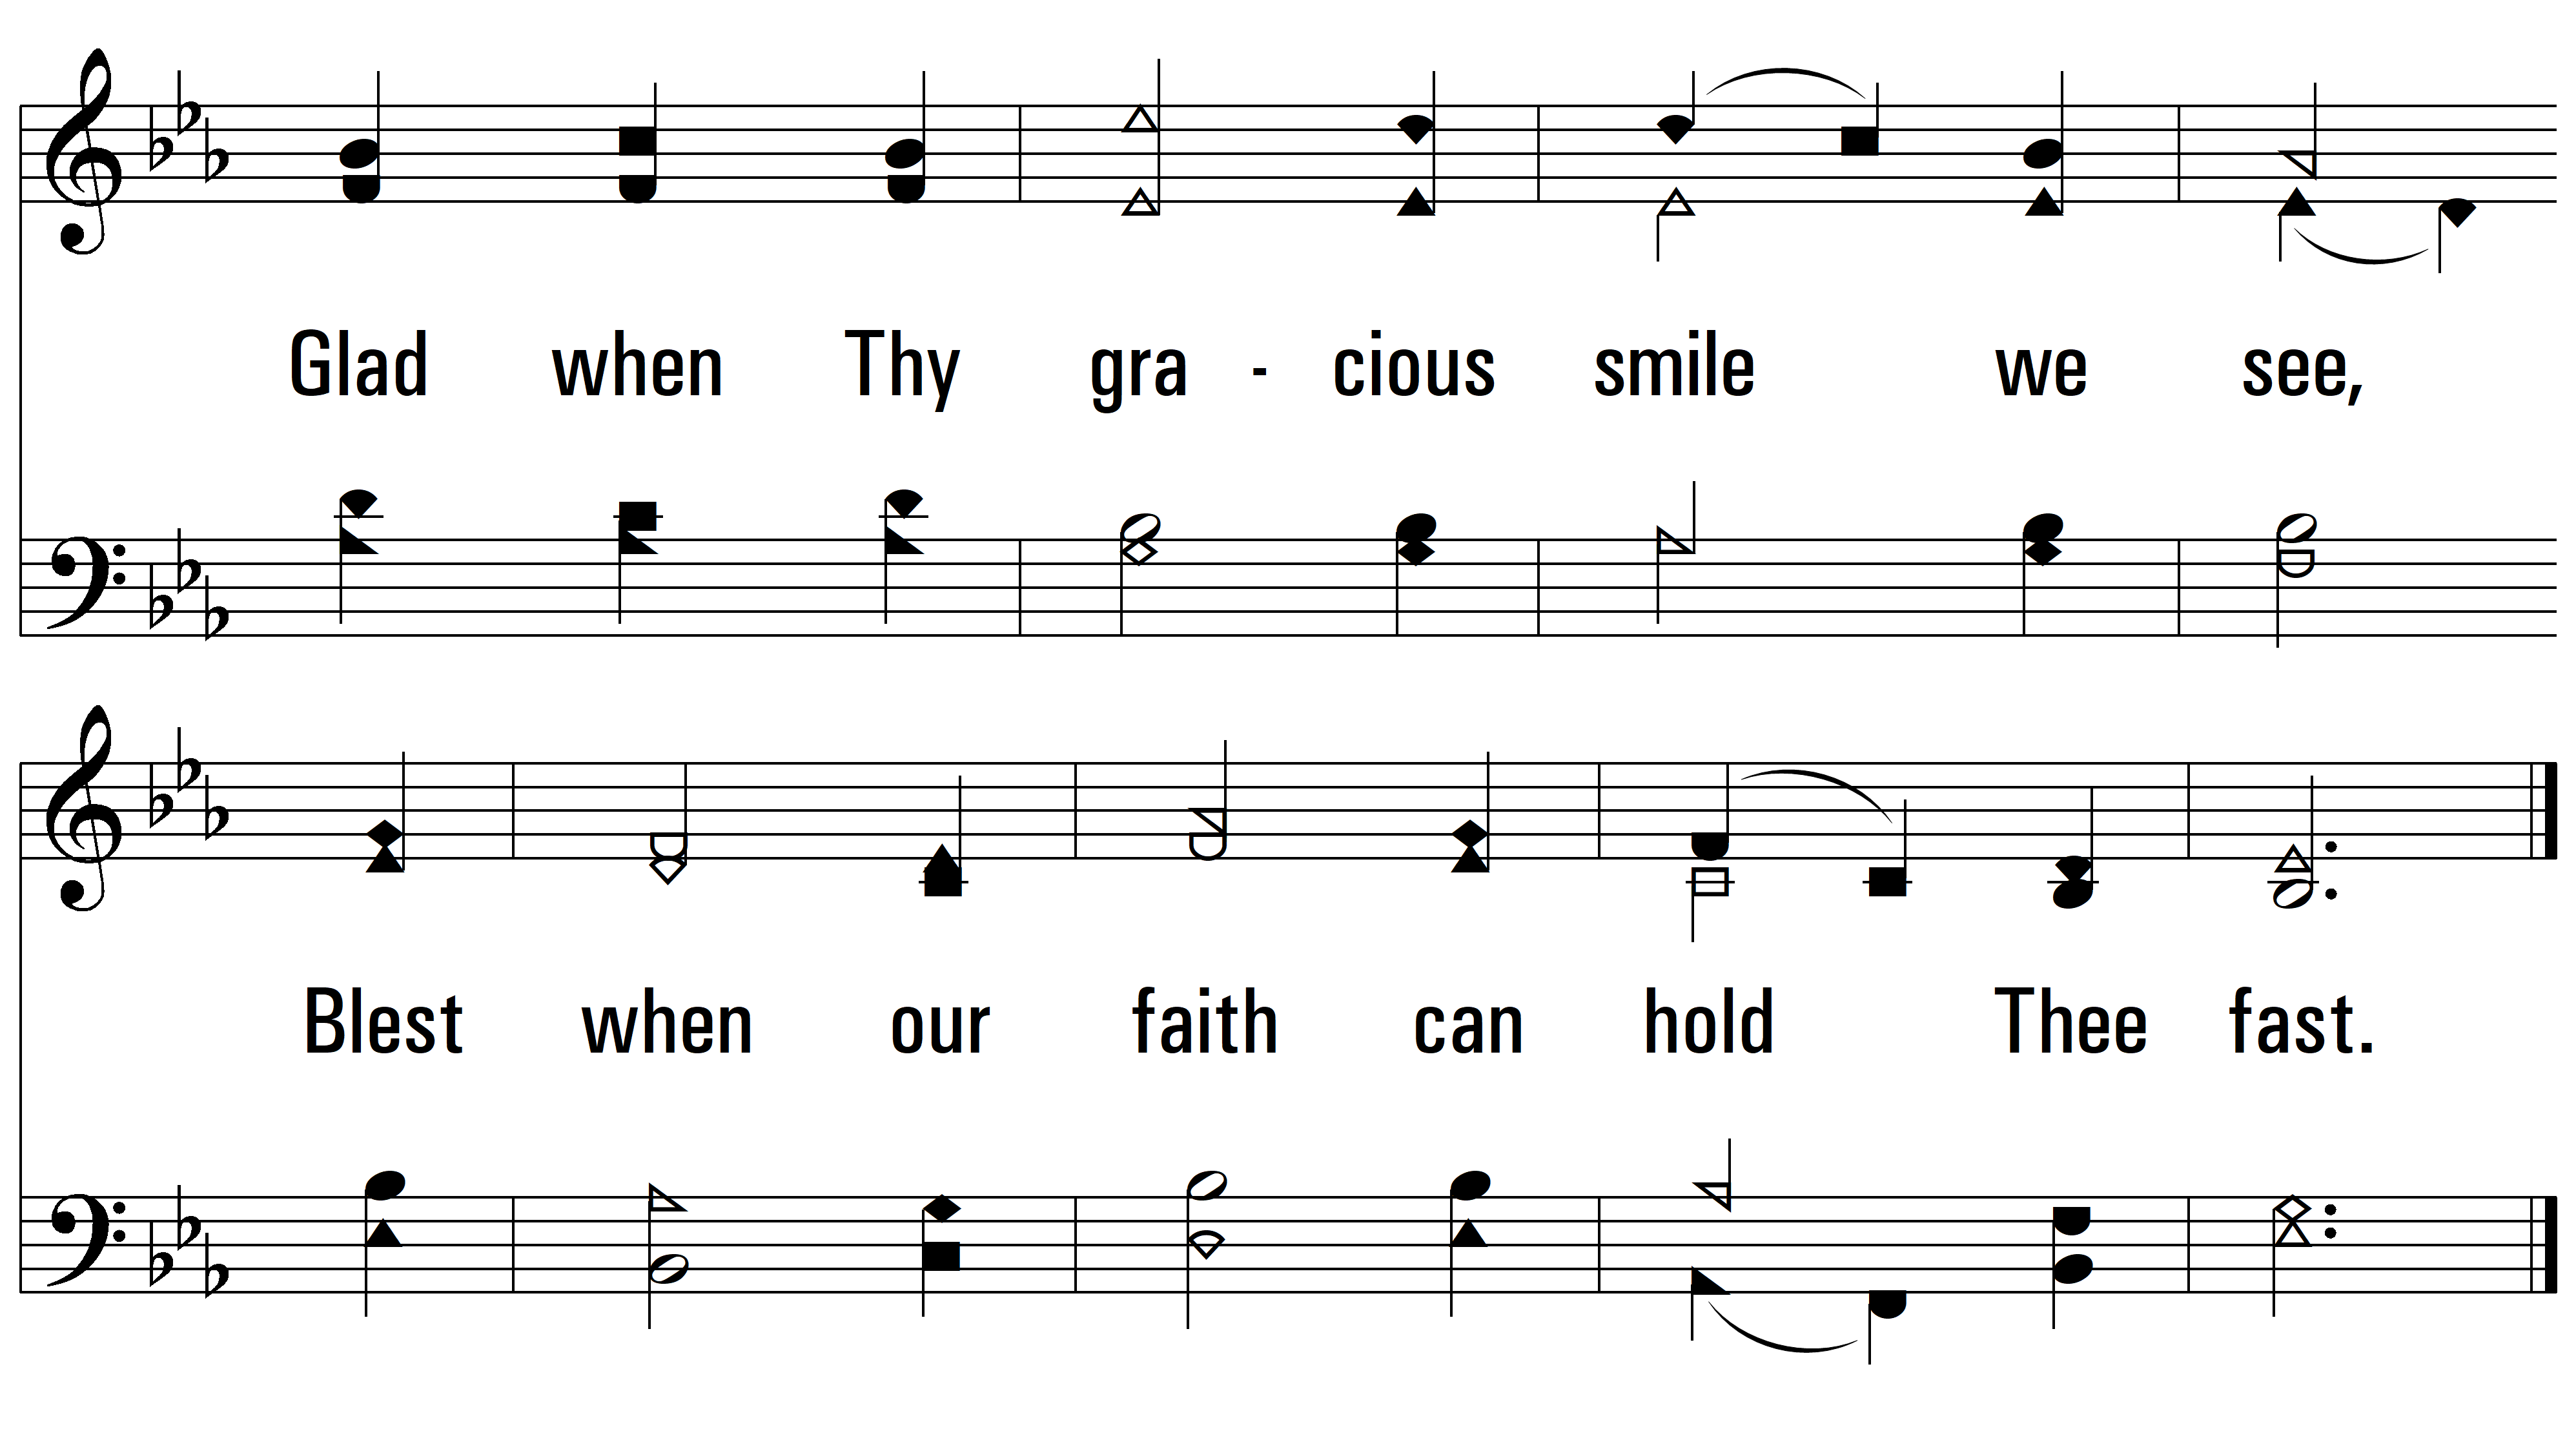 Glad when Thy gra - cious smile we see,
Blest when our faith can hold Thee fast.